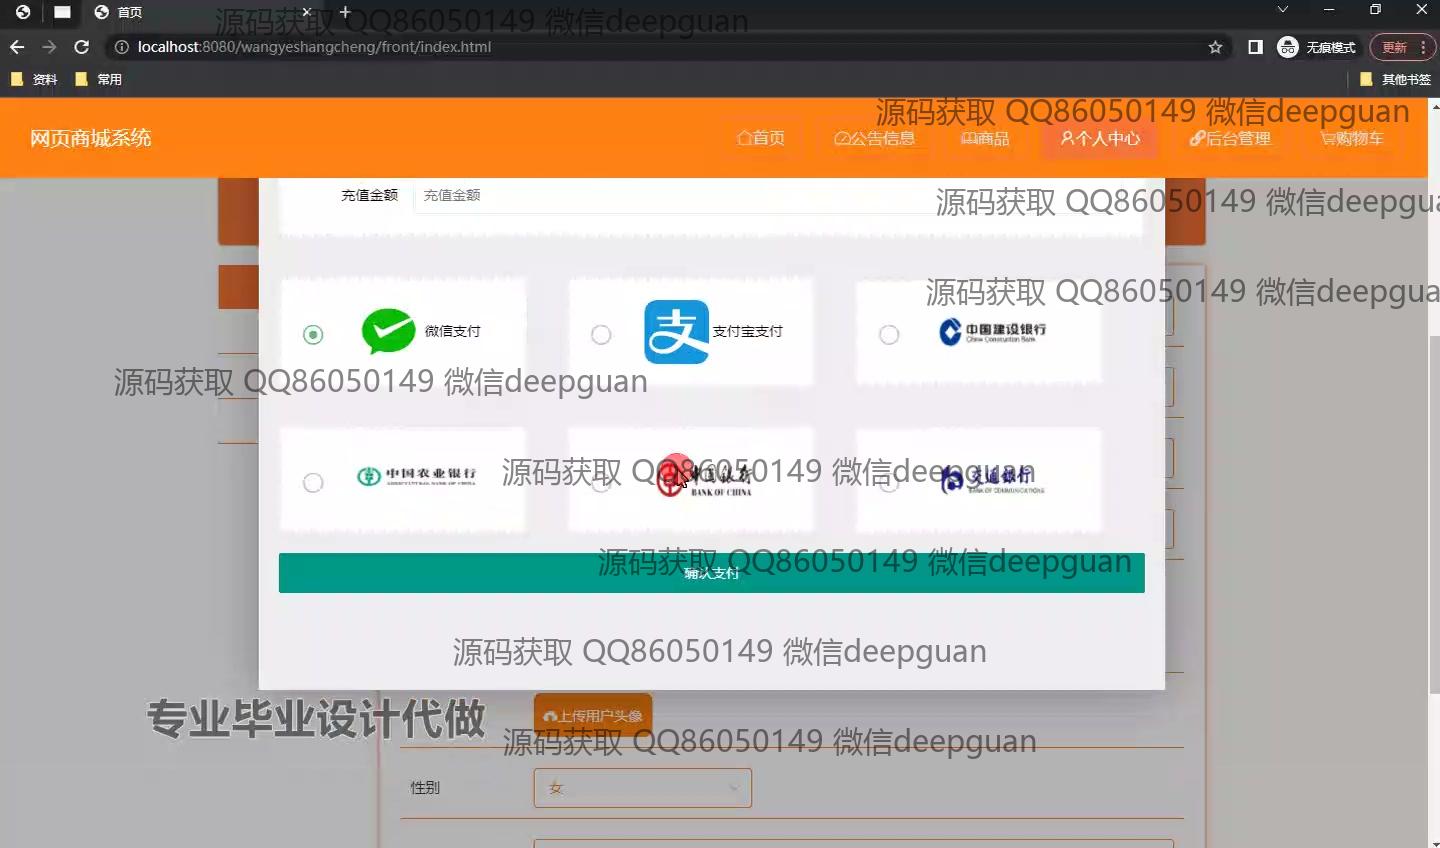 首页
源码获取 QQ86050149 微信deepguan
localhost:8080/wangyeshangcheng/front/index.html
无痕模式
更新
资料
常用
其他书签
源码获取 QQ86050149 微信deepguan
网页商城系统
首页
公告信息
商品
个人中心
后台管理
购物车
充值金额
充值金额
源码获取 QQ86050149 微信deepgua
源码获取 QQ86050149 微信deepgua
微信支付
支
支付宝支付
中国建设银行
China Construction Bank
源码获取 QQ86050149 微信deepguan
中国农业银行
AGRICULTURAL BANK OF CHINA
源码获取 QQ86050149 微信deepguan
中国银行
BANK OF CHINA
交通银行
BANK OF COMMUNICATIONS
源码获取 QQ86050149 微信deepguan
确认支付
源码获取 QQ86050149 微信deepguan
专业毕业设计代做
上传用户头像
源码获取 QQ86050149 微信deepguan
性别
女